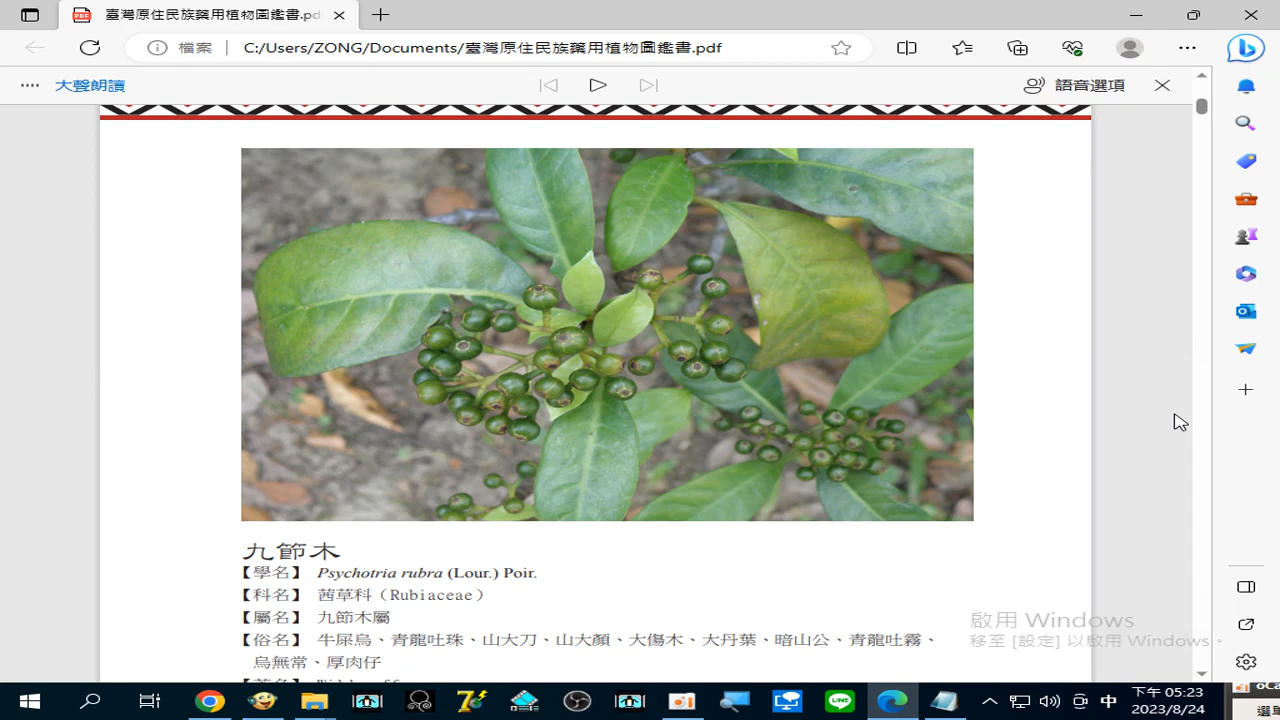 臺灣原住民族藥用植物圖鑑書.pd
檔案
C:/Users/ZONG/Documents/臺灣原住民族藥用植物圖鑑書.pdf
大聲朗讀
語音選項
九節木
【學名】 Psychotria rubra (Lour.) Poir.
【科名】 茜草科（Rubiaceae）
【屬名】 九節木屬
【俗名】 牛屎烏、青龍吐珠、山大刀、山大顏、大傷木、大丹葉、暗山公、青龍吐霧、
烏無常、厚肉仔
啟用 Windows
移至 [設定] 以啟用 Windows。
中
下午 05:23
2023/8/24